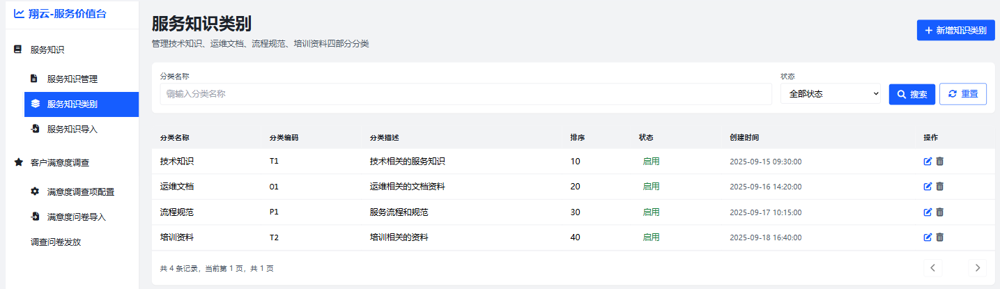 翔云-服务价值台
服务知识
服务知识管理
服务知识类别
服务知识导入
客户满意度调查
满意度调查项配置
满意度问卷导入
调查问卷发放
服务知识类别
管理技术知识、运维文档、流程规范、培训资料四部分分类
+ 新增知识类别
分类名称 状态
请输入分类名称 全部状态 搜索 重置
分类名称 分类编码 分类描述 排序 状态 创建时间 操作
技术知识 T1 技术相关的服务知识 10 启用 2025-09-15 09:30:00
运维文档 O1 运维相关的文档资料 20 启用 2025-09-16 14:20:00
流程规范 P1 服务流程和规范 30 启用 2025-09-17 10:15:00
培训资料 T2 培训相关的资料 40 启用 2025-09-18 16:40:00
共 4 条记录，当前第 1 页，共 1 页